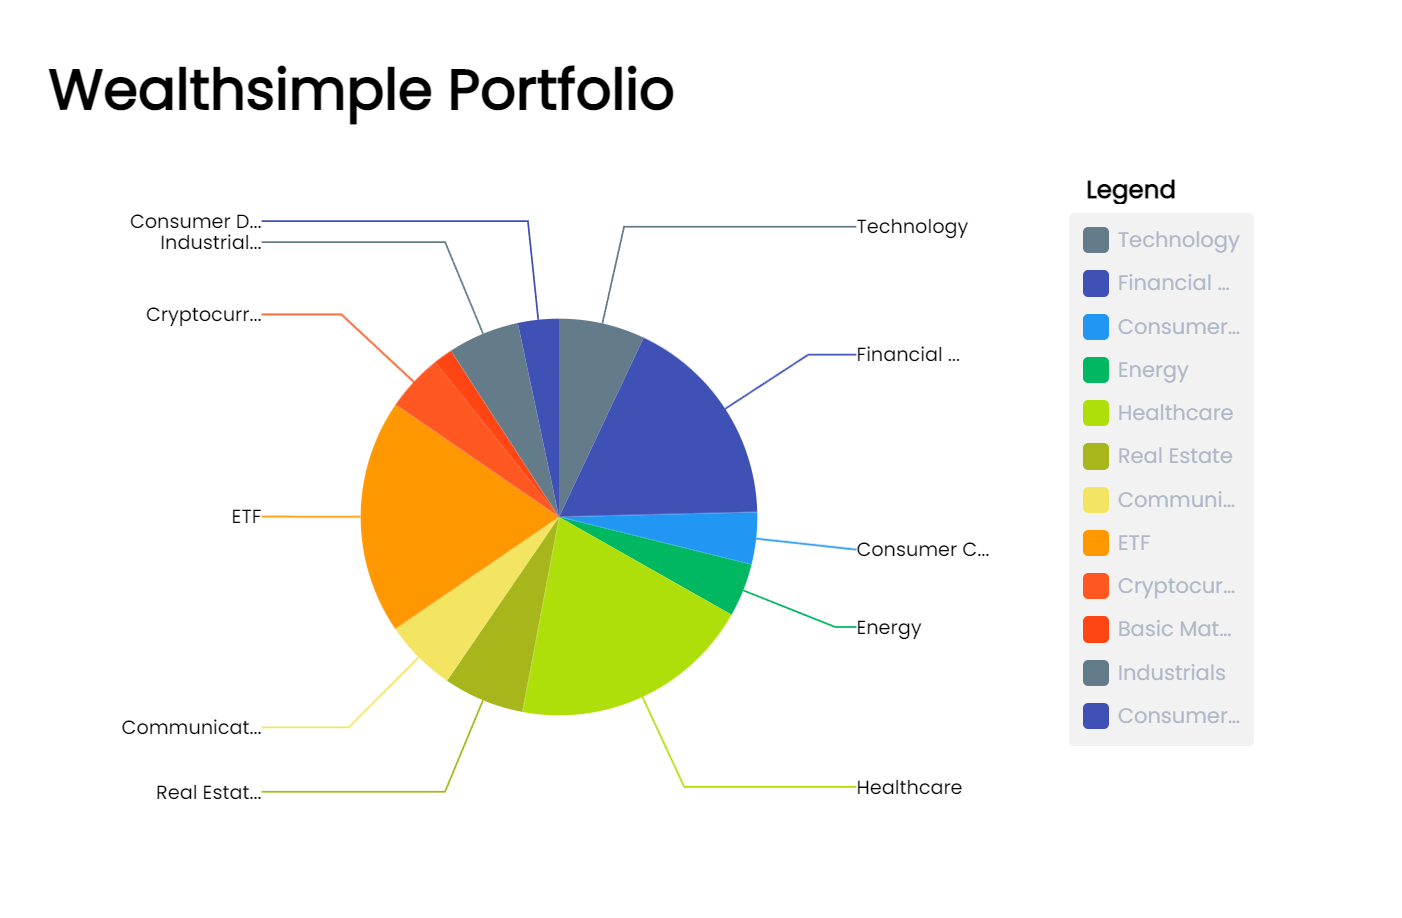 Wealthsimple Portfolio
Consumer D...
Industrial...
Cryptocurr...
ETF
Communicat...
Real Estat...
Technology
Financial ...
Consumer C...
Energy
Healthcare
Legend
Technology
Financial ...
Consumer...
Energy
Healthcare
Real Estate
Communi...
ETF
Cryptocur...
Basic Mat...
Industrials
Consumer...